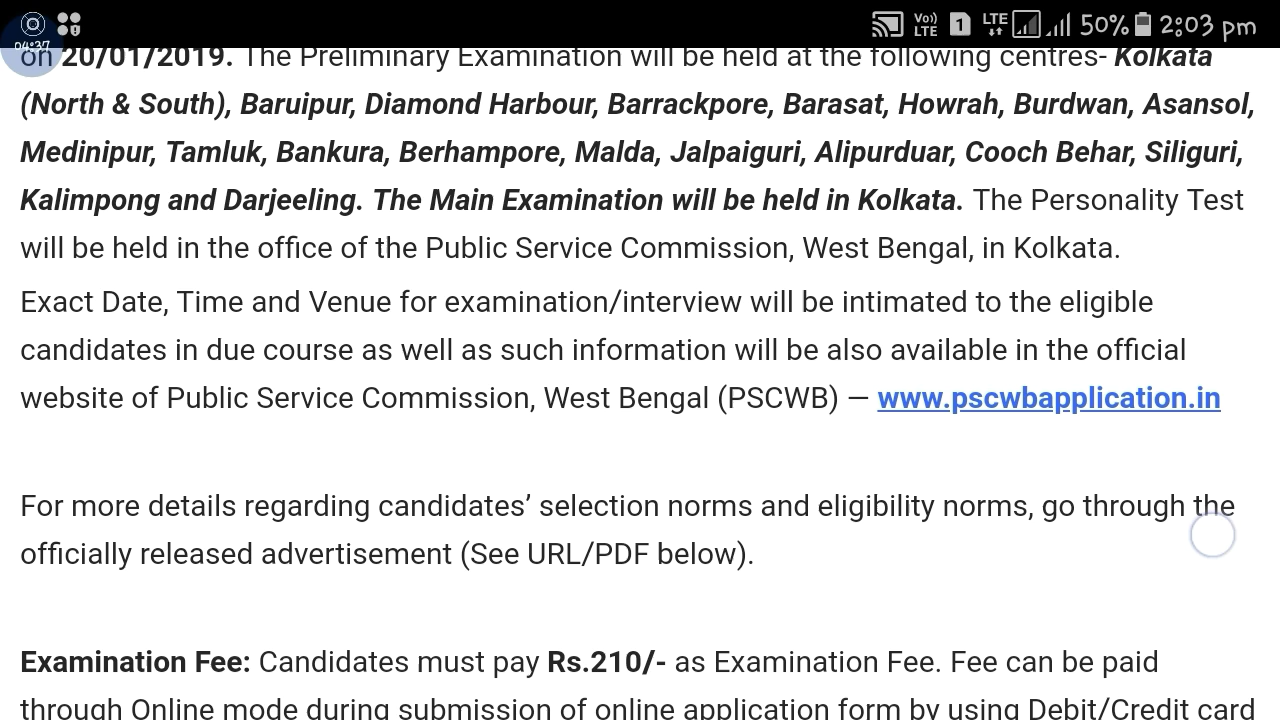 04:37
Vo)) LTE 1 LTE 50% 2:03 pm
on 20/01/2019. The Preliminary Examination will be held at the following centres- Kolkata
(North & South), Baruipur, Diamond Harbour, Barrackpore, Barasat, Howrah, Burdwan, Asansol,
Medinipur, Tamluk, Bankura, Berhampore, Malda, Jalpaiguri, Alipurduar, Cooch Behar, Siliguri,
Kalimpong and Darjeeling. The Main Examination will be held in Kolkata. The Personality Test
will be held in the office of the Public Service Commission, West Bengal, in Kolkata.
Exact Date, Time and Venue for examination/interview will be intimated to the eligible
candidates in due course as well as such information will be also available in the official
website of Public Service Commission, West Bengal (PSCWB) — www.pscwbapplication.in
For more details regarding candidates’ selection norms and eligibility norms, go through the
officially released advertisement (See URL/PDF below).
Examination Fee: Candidates must pay Rs.210/- as Examination Fee. Fee can be paid
through Online mode during submission of online application form by using Debit/Credit card